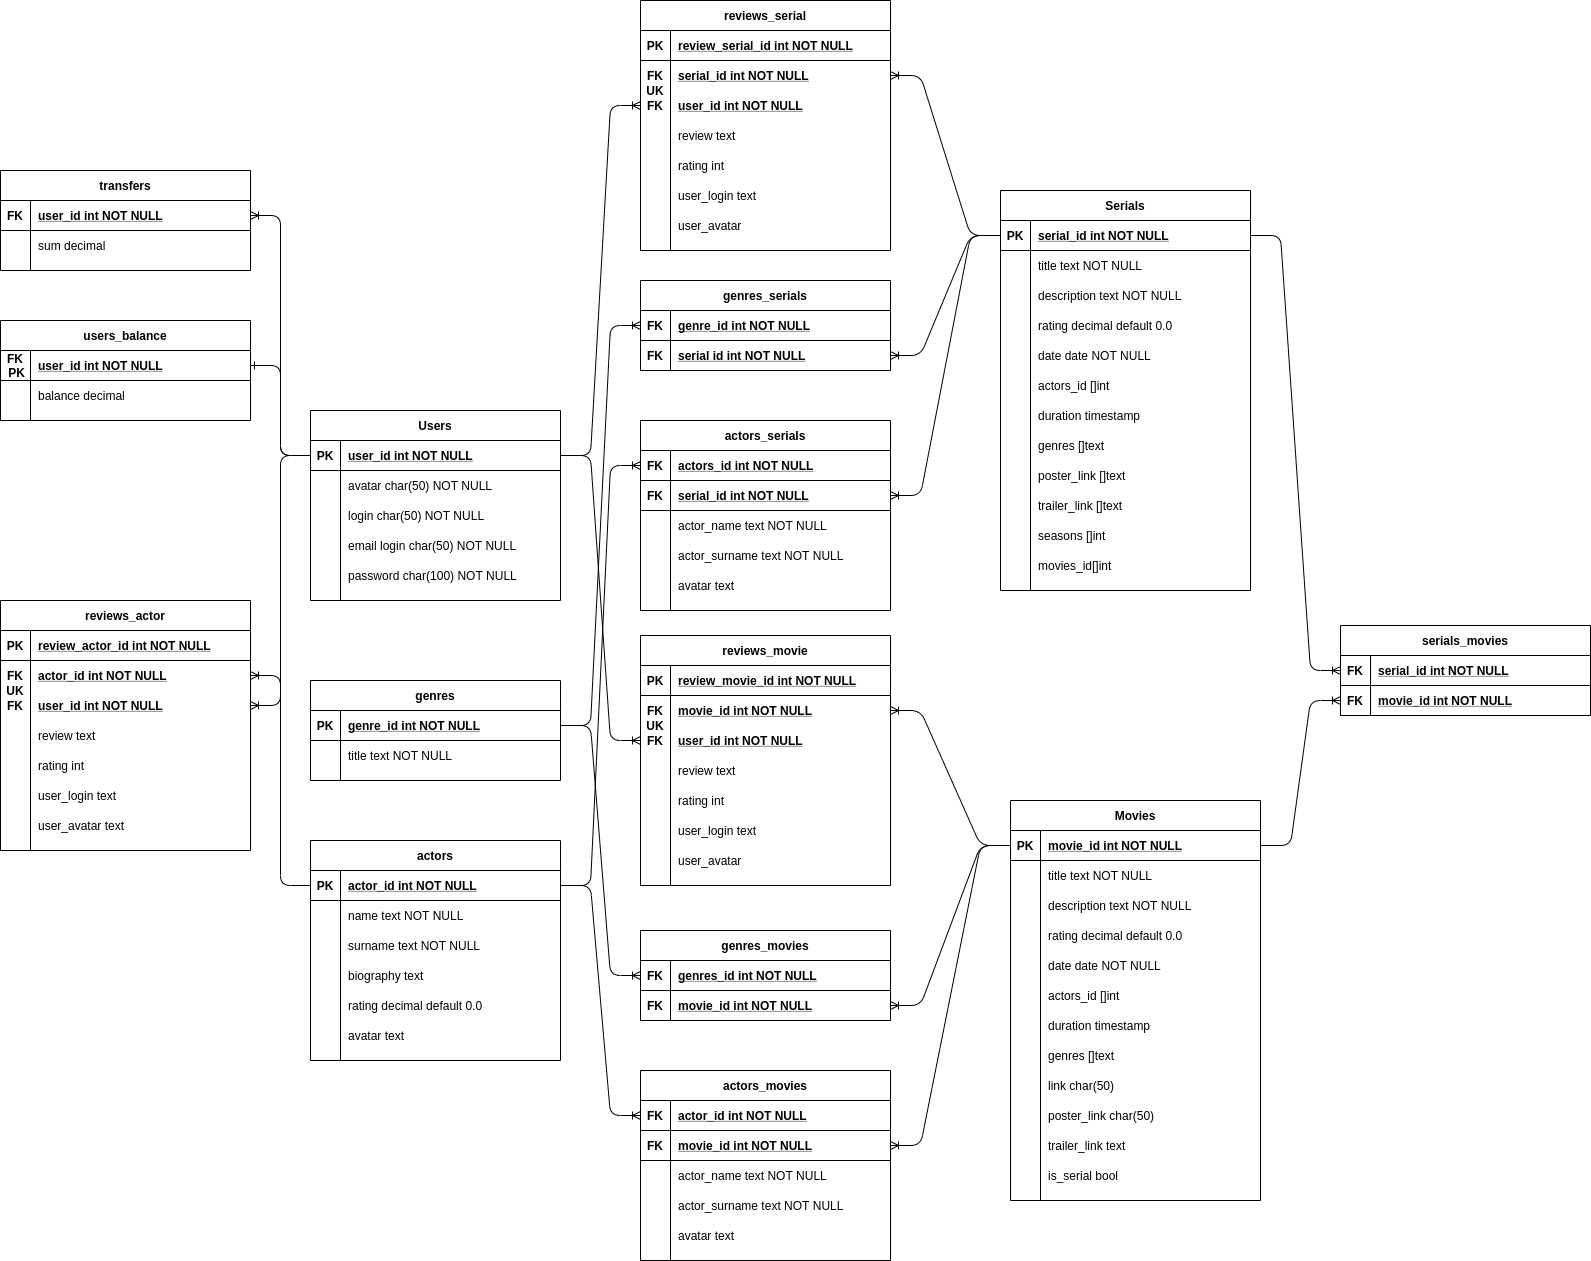 reviews_serial
PK review_serial_id int NOT NULL
FK serial_id int NOT NULL
UK
FK user_id int NOT NULL
review text
rating int
user_login text
user_avatar
transfers
FK user_id int NOT NULL
sum decimal
users_balance
FK
PK user_id int NOT NULL
balance decimal
reviews_actor
PK review_actor_id int NOT NULL
FK actor_id int NOT NULL
UK
FK user_id int NOT NULL
review text
rating int
user_login text
user_avatar text
Users
PK user_id int NOT NULL
avatar char(50) NOT NULL
login char(50) NOT NULL
email login char(50) NOT NULL
password char(100) NOT NULL
genres
PK genre_id int NOT NULL
title text NOT NULL
actors
PK actor_id int NOT NULL
name text NOT NULL
surname text NOT NULL
biography text
rating decimal default 0.0
avatar text
genres_serials
FK genre_id int NOT NULL
FK serial id int NOT NULL
actors_serials
FK actors_id int NOT NULL
FK serial_id int NOT NULL
actor_name text NOT NULL
actor_surname text NOT NULL
avatar text
reviews_movie
PK review_movie_id int NOT NULL
FK movie_id int NOT NULL
UK
FK user_id int NOT NULL
review text
rating int
user_login text
user_avatar
genres_movies
FK genres_id int NOT NULL
FK movie_id int NOT NULL
actors_movies
FK actor_id int NOT NULL
FK movie_id int NOT NULL
actor_name text NOT NULL
actor_surname text NOT NULL
avatar text
Serials
PK serial_id int NOT NULL
title text NOT NULL
description text NOT NULL
rating decimal default 0.0
date date NOT NULL
actors_id []int
duration timestamp
genres []text
poster_link []text
trailer_link []text
seasons []int
movies_id[]int
Movies
PK movie_id int NOT NULL
title text NOT NULL
description text NOT NULL
rating decimal default 0.0
date date NOT NULL
actors_id []int
duration timestamp
genres []text
link char(50)
poster_link char(50)
trailer_link text
is_serial bool
serials_movies
FK serial_id int NOT NULL
FK movie_id int NOT NULL